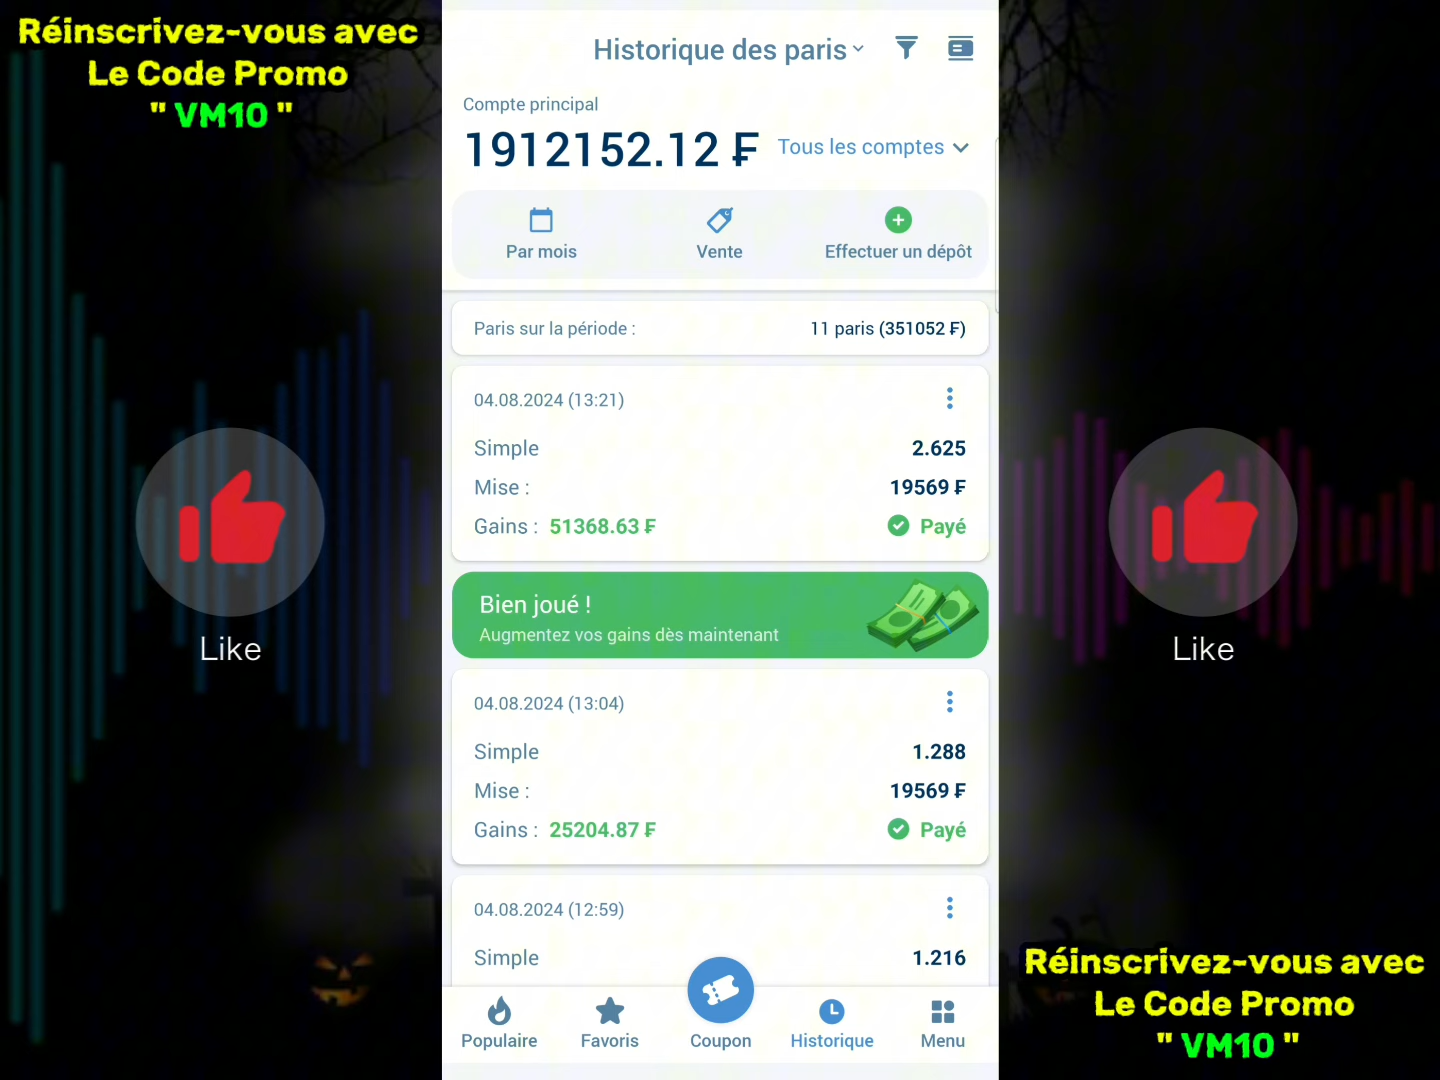 Réinscrivez-vous avec
Le Code Promo
" VM10 "
Historique des paris
Compte principal
1912152.12 ₣
Tous les comptes
Par mois
Vente
Effectuer un dépôt
Paris sur la période :
11 paris (351052 ₣)
04.08.2024 (13:21)
Simple
2.625
Mise :
19569 ₣
Gains : 51368.63 ₣
Payé
Bien joué !
Augmentez vos gains dès maintenant
04.08.2024 (13:04)
Simple
1.288
Mise :
19569 ₣
Gains : 25204.87 ₣
Payé
04.08.2024 (12:59)
Simple
1.216
Populaire
Favoris
Coupon
Historique
Menu
Like
Like
Réinscrivez-vous avec
Le Code Promo
" VM10 "